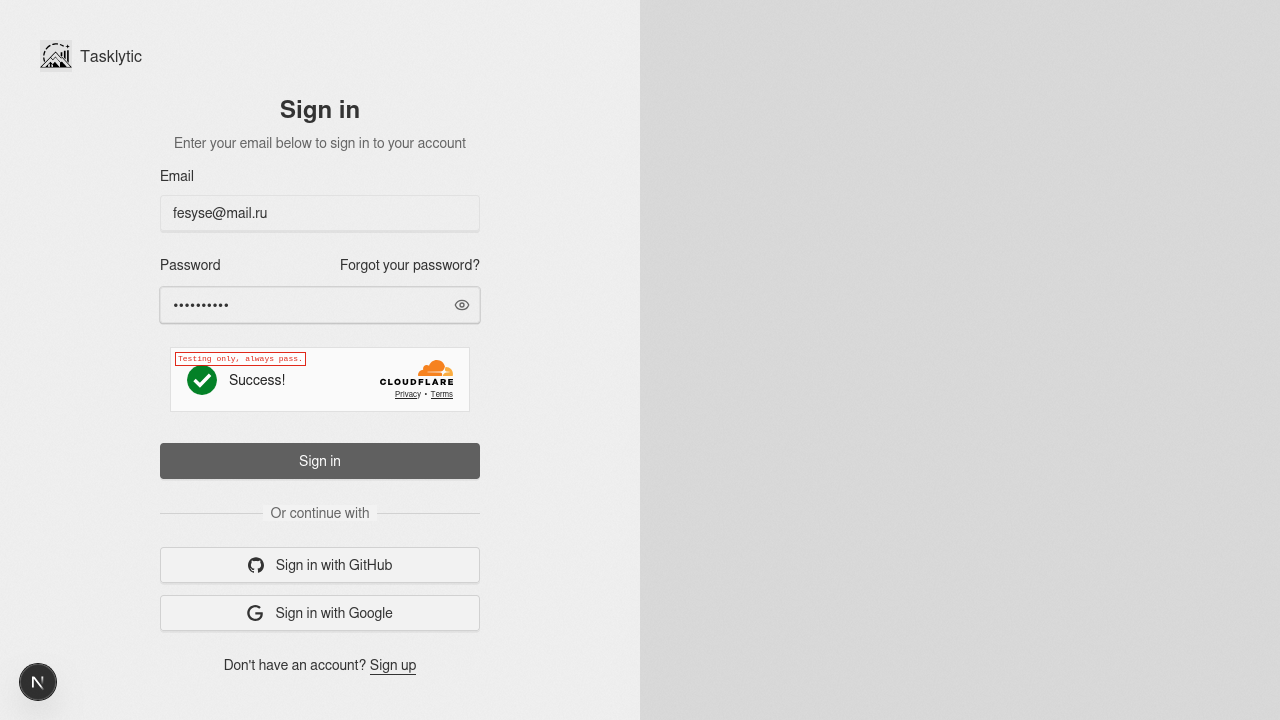 Tasklytic
Sign in
Enter your email below to sign in to your account
Email
fesyse@mail.ru
Password
Forgot your password?
••••••••••
Testing only, always pass.
Success!
CLOUDFLARE
Privacy • Terms
Sign in
Or continue with
Sign in with GitHub
Sign in with Google
Don't have an account? Sign up
N